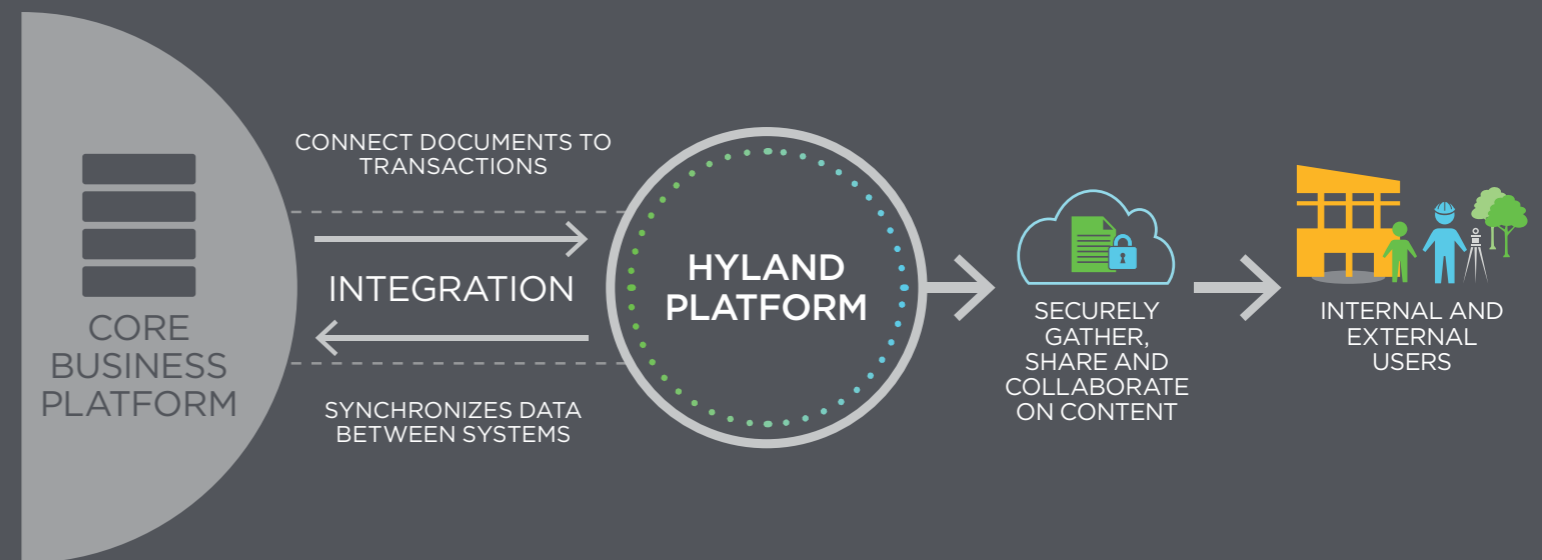 CORE
BUSINESS
PLATFORM
CONNECT DOCUMENTS TO
TRANSACTIONS
INTEGRATION
SYNCHRONIZES DATA
BETWEEN SYSTEMS
HYLAND
PLATFORM
SECURELY
GATHER,
SHARE AND
COLLABORATE
ON CONTENT
INTERNAL AND
EXTERNAL
USERS